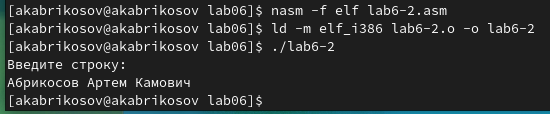 [akabrikosov@akabrikosov lab06]$ nasm -f elf lab6-2.asm
[akabrikosov@akabrikosov lab06]$ ld -m elf_i386 lab6-2.o -o lab6-2
[akabrikosov@akabrikosov lab06]$ ./lab6-2
Введите строку:
Абрикосов Артем Камович
[akabrikosov@akabrikosov lab06]$